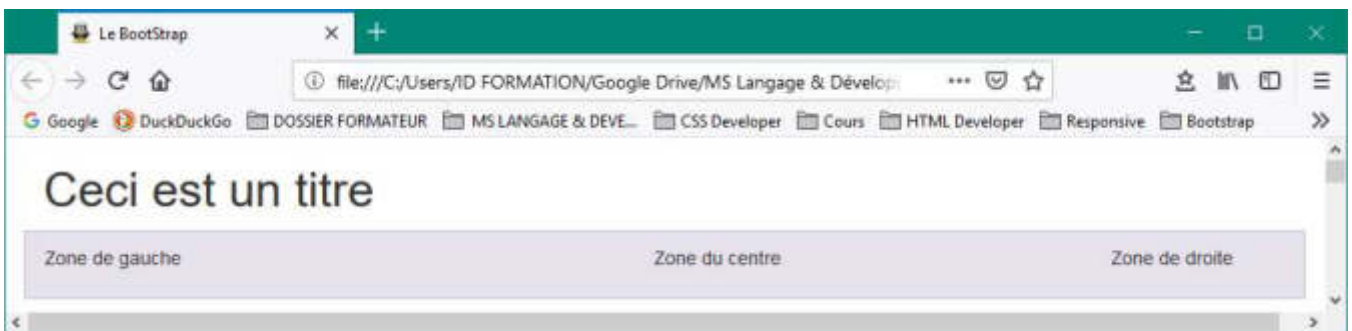 Le BootStrap
file:///C:/Users/ID FORMATION/Google Drive/MS Langage & Dévelop
Google DuckDuckGo DOSSIER FORMATEUR MS LANGAGE & DEVE... CSS Developer Cours HTML Developer Responsive Bootstrap
Ceci est un titre
Zone de gauche Zone du centre Zone de droite